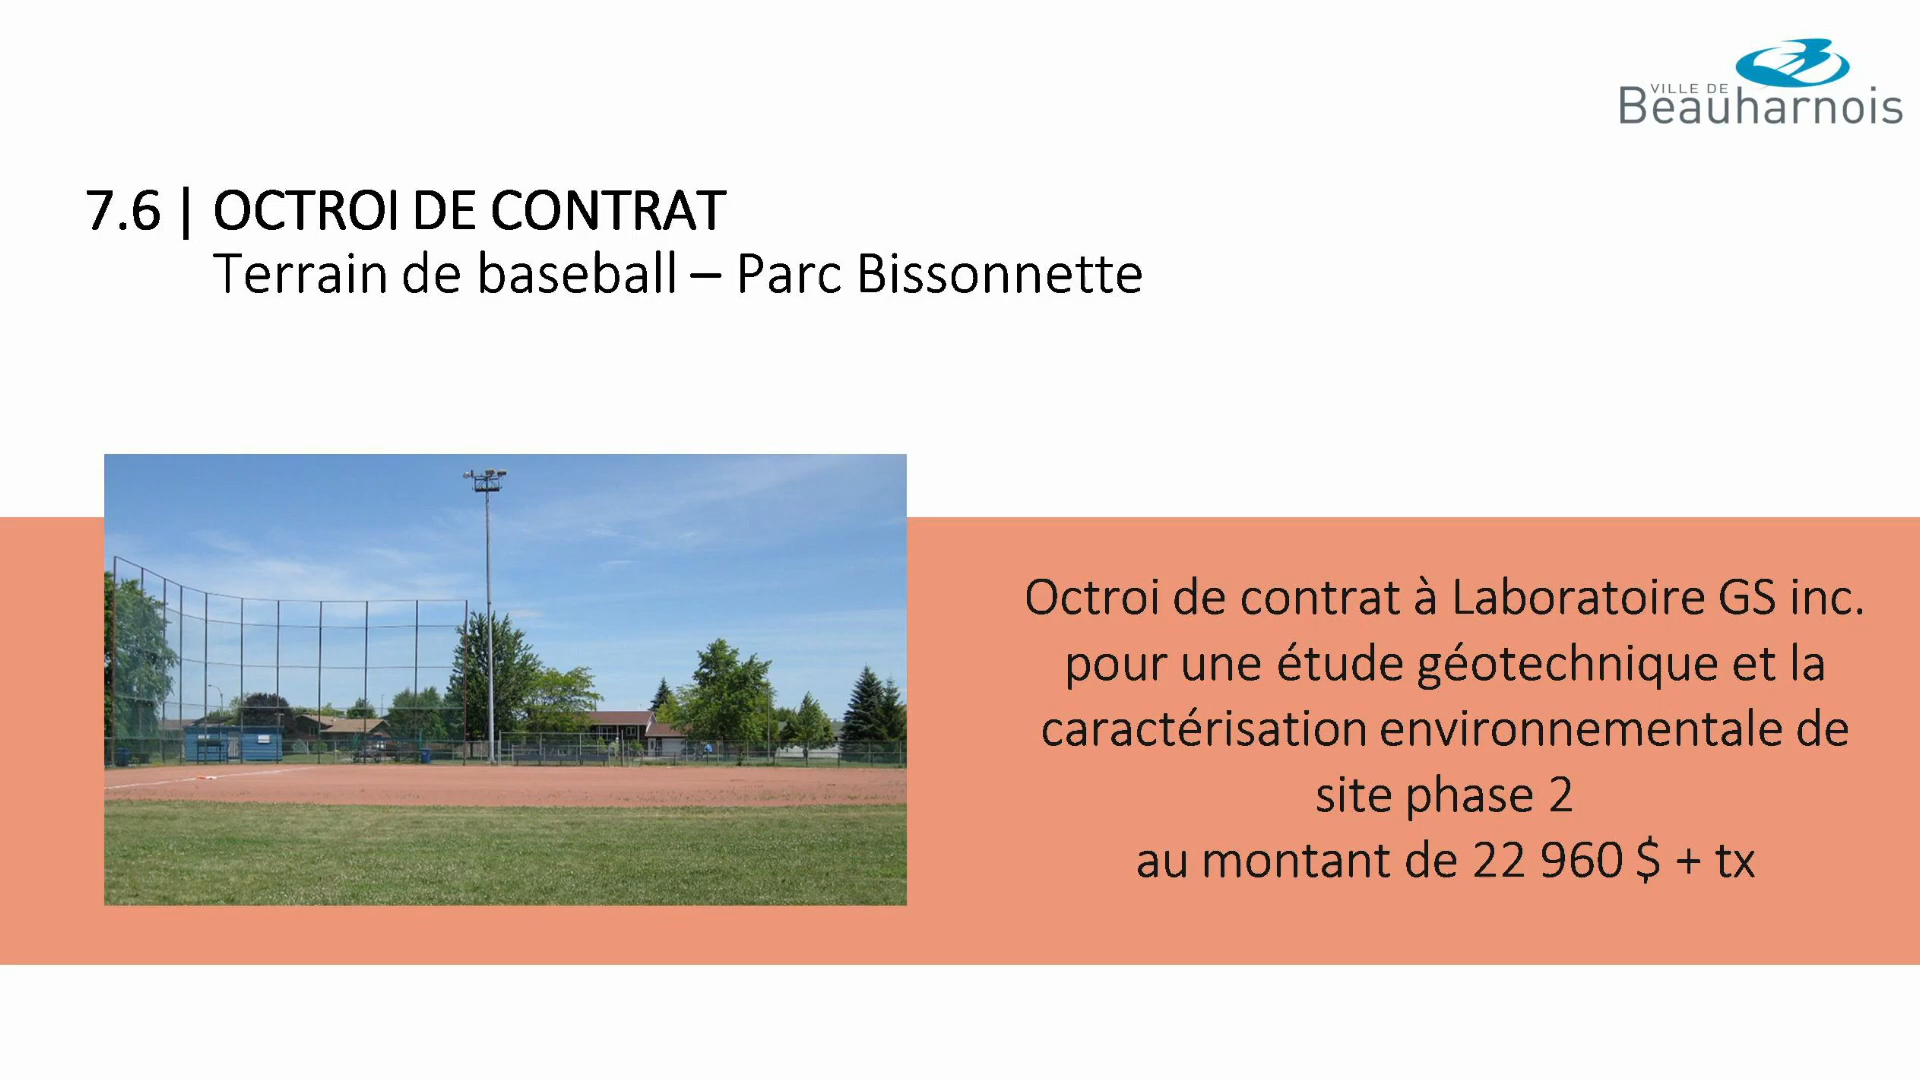 VILLE DE
Beauharnois
7.6 | OCTROI DE CONTRAT
Terrain de baseball – Parc Bissonnette
Octroi de contrat à Laboratoire GS inc.
pour une étude géotechnique et la
caractérisation environnementale de
site phase 2
au montant de 22 960 $ + tx